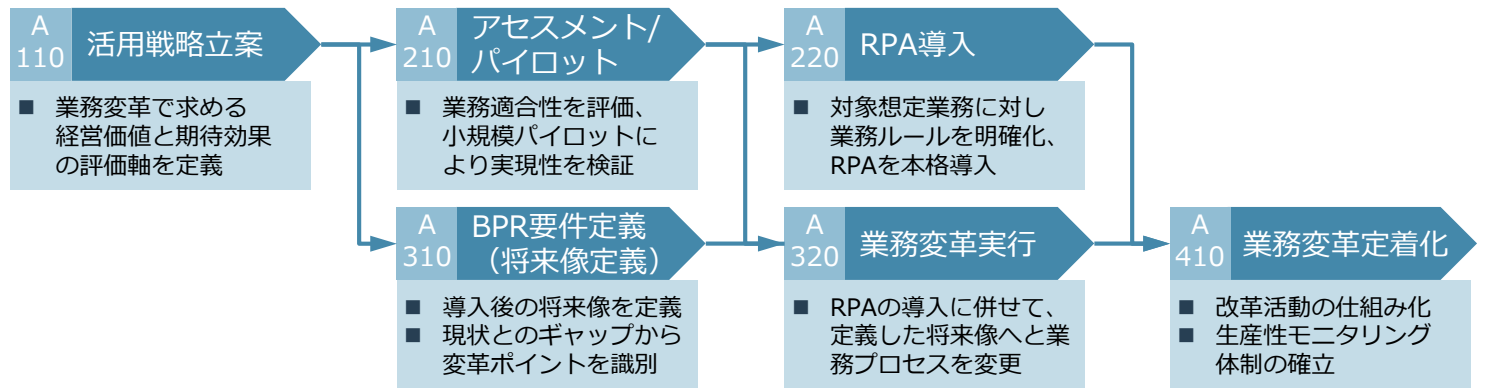 A
110
活用戦略立案
■ 業務変革で求める
経営価値と期待効果
の評価軸を定義
A
210
アセスメント/
パイロット
■ 業務適合性を評価、
小規模パイロットに
より実現性を検証
A
220
RPA導入
■ 対象想定業務に対し
業務ルールを明確化、
RPAを本格導入
A
310
BPR要件定義
（将来像定義）
■ 導入後の将来像を定義
■ 現状とのギャップから
変革ポイントを識別
A
320
業務変革実行
■ RPAの導入に併せて、
定義した将来像へと業
務プロセスを変更
A
410
業務変革定着化
■ 改革活動の仕組み化
■ 生産性モニタリング
体制の確立